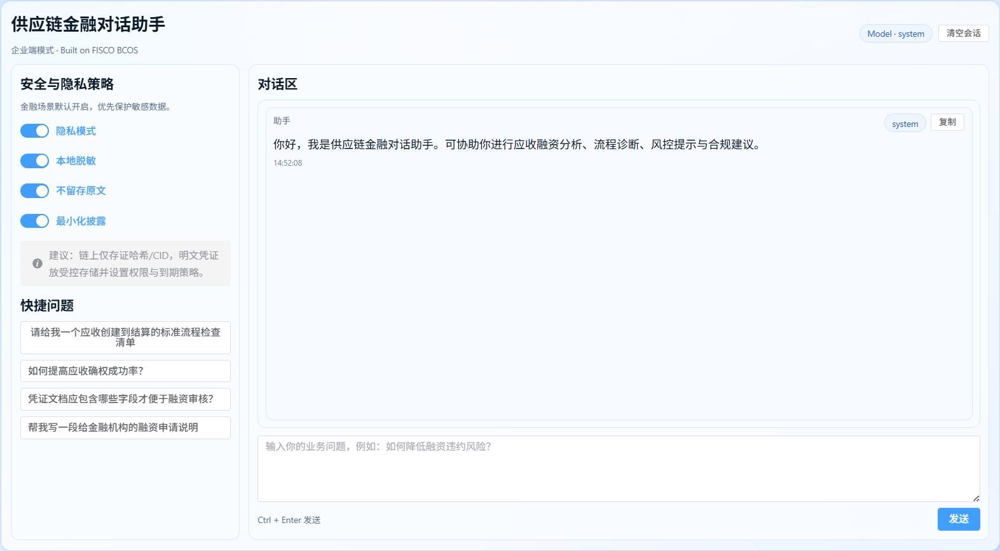 供应链金融对话助手
企业端模式 · Built on FISCO BCOS
Model · system
清空会话
安全与隐私策略
金融场景默认开启，优先保护敏感数据。
隐私模式
本地脱敏
不留存原文
最小化披露
建议：链上仅存证哈希/CID，明文凭证
放受控存储并设置权限与到期策略。
快捷问题
请给我一个应收创建到结算的标准流程检查
清单
如何提高应收确权成功率？
凭证文档应包含哪些字段才便于融资审核？
帮我写一段给金融机构的融资申请说明
对话区
助手
system
复制
你好，我是供应链金融对话助手。可协助你进行应收融资分析、流程诊断、风控提示与合规建议。
14:52:08
输入你的业务问题，例如：如何降低融资违约风险？
Ctrl + Enter 发送
发送